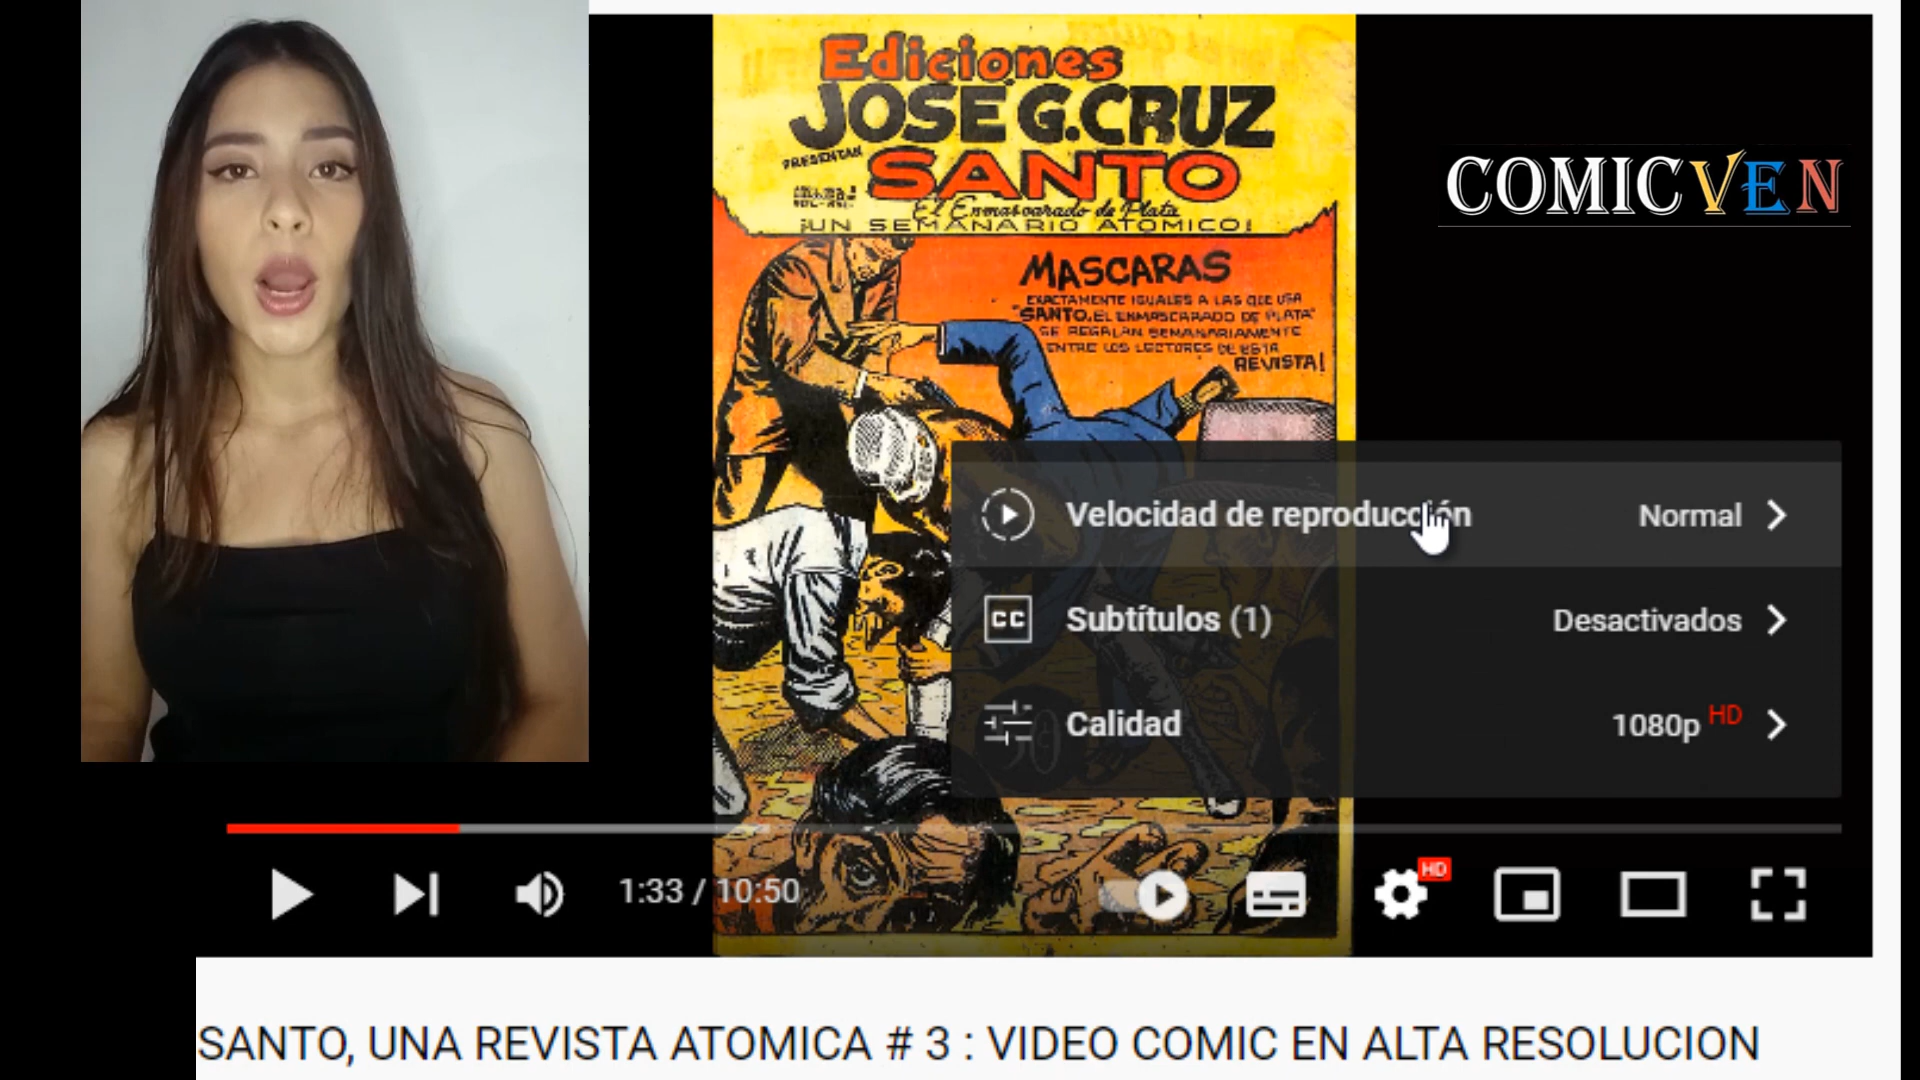 Ediciones
JOSE G. CRUZ
PRESENTAN
SANTO
El Enmascarado de Plata
¡UN SEMANARIO ATOMICO!
COMICVEN
MASCARAS
EXACTAMENTE IGUALES A LAS QUE USA
"SANTO, EL ENMASCARADO DE PLATA"
SE REGALAN SEMANARIAMENTE
ENTRE LOS LECTORES DE ESTA
REVISTA!
Velocidad de reproducción Normal
CC Subtítulos (1) Desactivados
Calidad 1080p HD
1:33 / 10:50
HD
SANTO, UNA REVISTA ATOMICA # 3 : VIDEO COMIC EN ALTA RESOLUCION